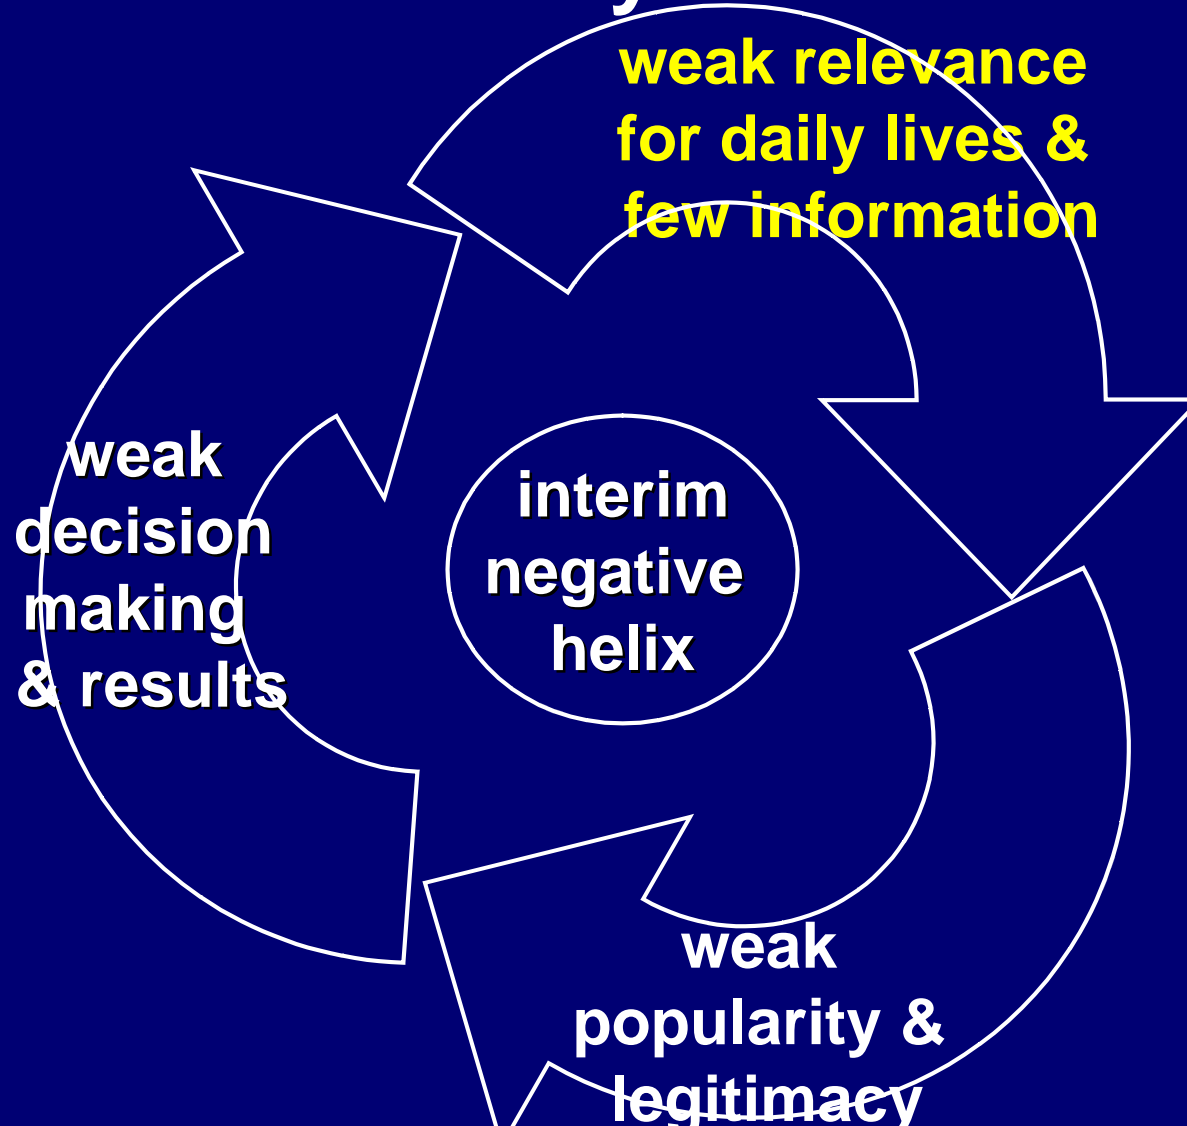 weak relevance
for daily lives &
few information
weak
decision
making
& results
interim
negative
helix
weak
popularity &
legitimacy